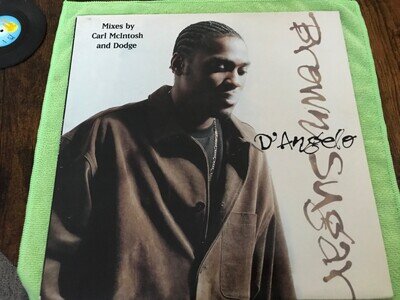 Mixes by
Carl McIntosh
and Dodge
D'Angelo
Brown Sugar